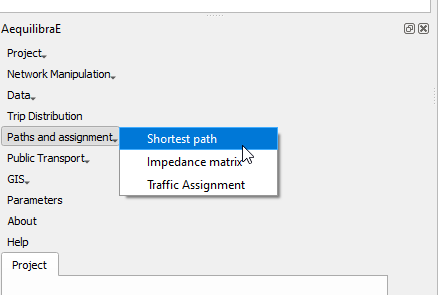 AequilibraE
Project
Network Manipulation
Data
Trip Distribution
Paths and assignment
Shortest path
Impedance matrix
Traffic Assignment
Public Transport
GIS
Parameters
About
Help
Project